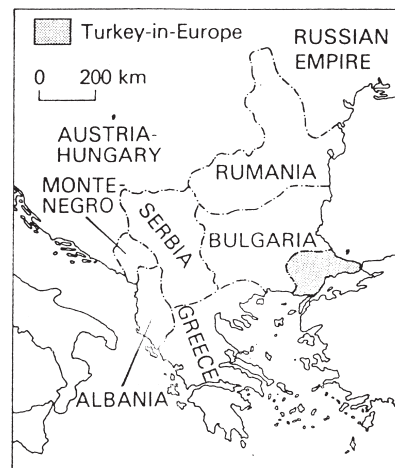 Turkey-in-Europe
RUSSIAN
EMPIRE
0 200 km
AUSTRIA-
HUNGARY
MONTE-
NEGRO
RUMANIA
SERBIA
BULGARIA
GREECE
ALBANIA